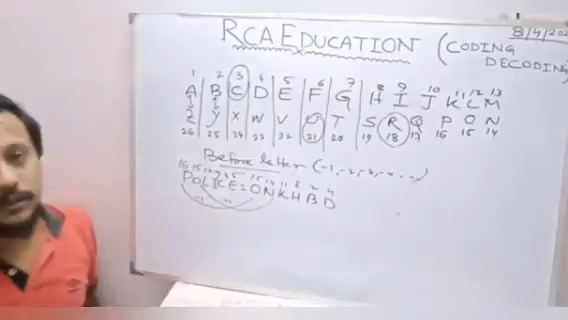 8/4/202
RCA EDUCATION (CODING DECODING)
1 2 3 4 5 6 7 8 9 10 11 12 13
A B C D E F G H I J K L M
Z Y X W V U T S R Q P O N
26 25 24 23 22 21 20 19 18 17 16 15 14
Before letter (-1,-2,-3,-4...)
POLICE = ONKHBD